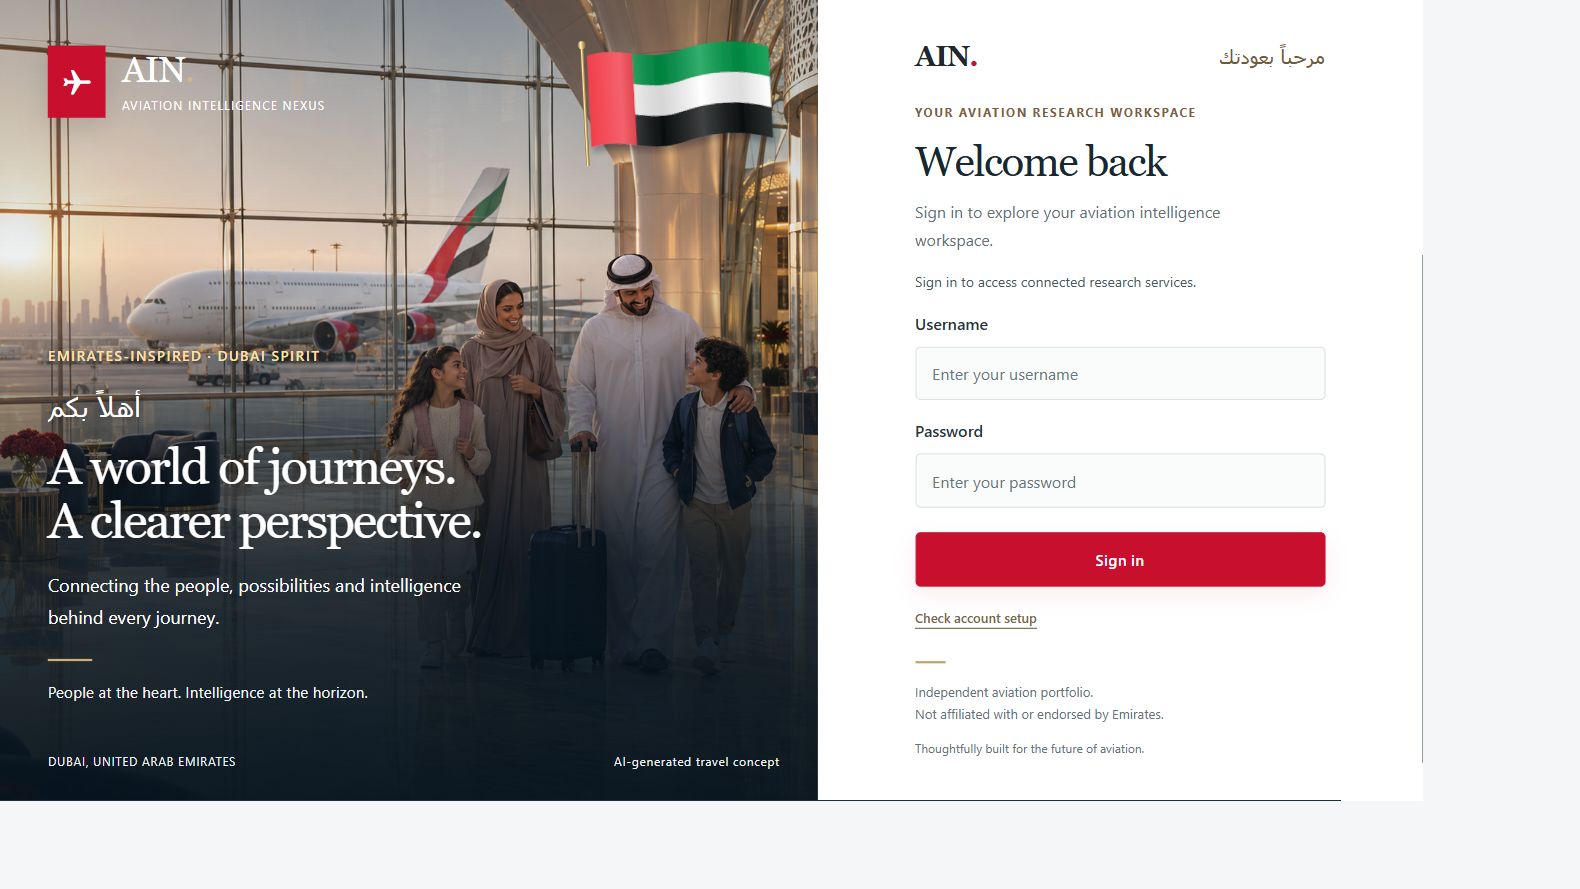 AIN.
AVIATION INTELLIGENCE NEXUS
EMIRATES-INSPIRED · DUBAI SPIRIT
أهلاً بكم
A world of journeys.
A clearer perspective.
Connecting the people, possibilities and intelligence
behind every journey.
People at the heart. Intelligence at the horizon.
DUBAI, UNITED ARAB EMIRATES
AI-generated travel concept
AIN.
مرحباً بعودتك
YOUR AVIATION RESEARCH WORKSPACE
Welcome back
Sign in to explore your aviation intelligence
workspace.
Sign in to access connected research services.
Username
Enter your username
Password
Enter your password
Sign in
Check account setup
Independent aviation portfolio.
Not affiliated with or endorsed by Emirates.
Thoughtfully built for the future of aviation.